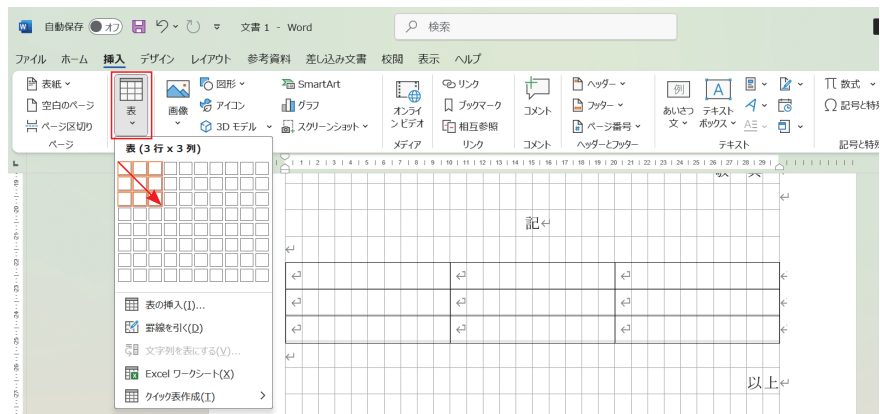 自動保存 オフ 文書 1 - Word 検索
ファイル ホーム 挿入 デザイン レイアウト 参考資料 差し込み文書 校閲 表示 ヘルプ
表紙
空白のページ
ページ区切り
ページ
表
画像
図形
アイコン
3D モデル
SmartArt
グラフ
スクリーンショット
オンライ
ンビデオ
メディア
リンク
ブックマーク
相互参照
リンク
コメント
コメント
ヘッダー
フッター
ページ番号
ヘッダーとフッター
あいさつ
文
テキスト
ボックス
テキスト
数式
記号と特殊
記号と特殊
表 (3 行 x 3 列)
表の挿入(I)...
罫線を引く(D)
文字列を表にする(V)...
Excel ワークシート(X)
クイック表作成(T)
記
以上